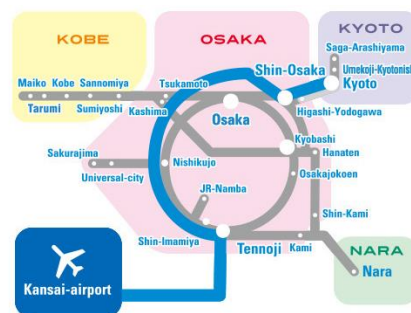 KOBE
OSAKA
KYOTO
Saga-Arashiyama
Shin-Osaka
Umekoji-Kyotonishi
Kyoto
Maiko
Kobe
Sannomiya
Tsukamoto
Tarumi
Sumiyoshi
Kashima
Osaka
Higashi-Yodogawa
Kyobashi
Hanaten
Sakurajima
Nishikujo
Universal-city
Osakajokoen
JR-Namba
Shin-Kami
Shin-Imamiya
Tennoji
Kami
NARA
Nara
Kansai-airport